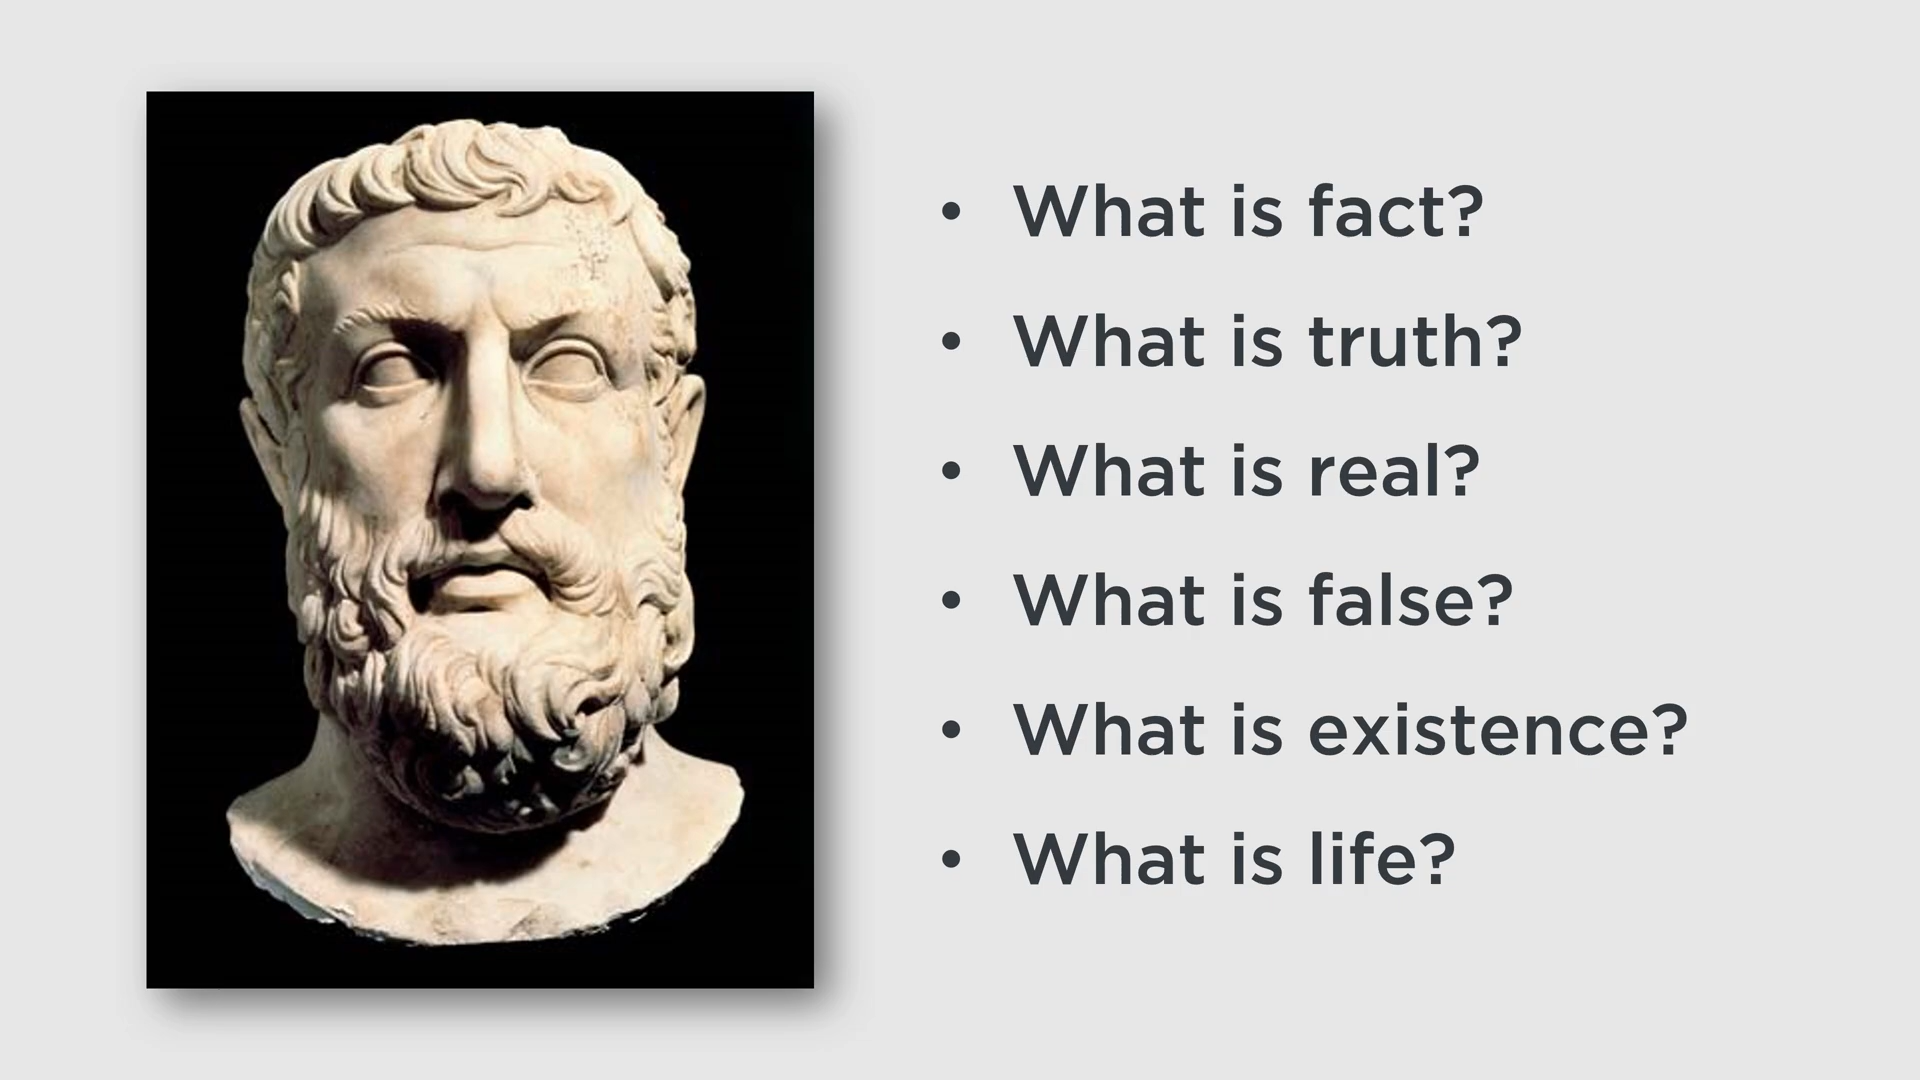 • What is fact?
• What is truth?
• What is real?
• What is false?
• What is existence?
• What is life?